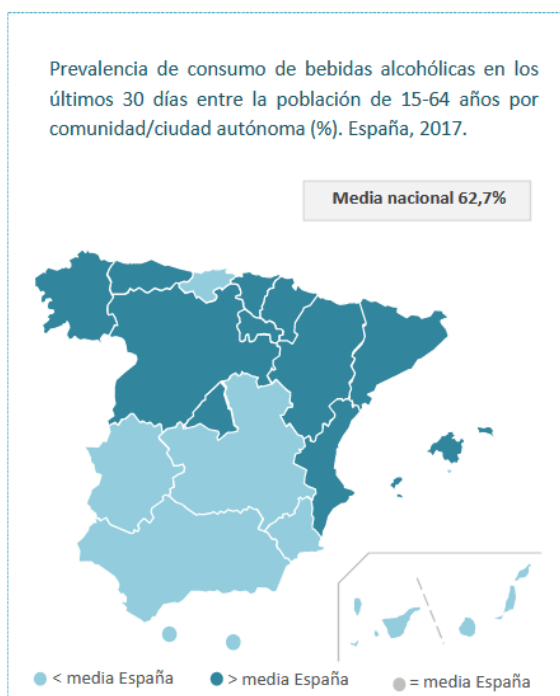 Prevalencia de consumo de bebidas alcohólicas en los
últimos 30 días entre la población de 15-64 años por
comunidad/ciudad autónoma (%). España, 2017.
Media nacional 62,7%
< media España
> media España
= media España